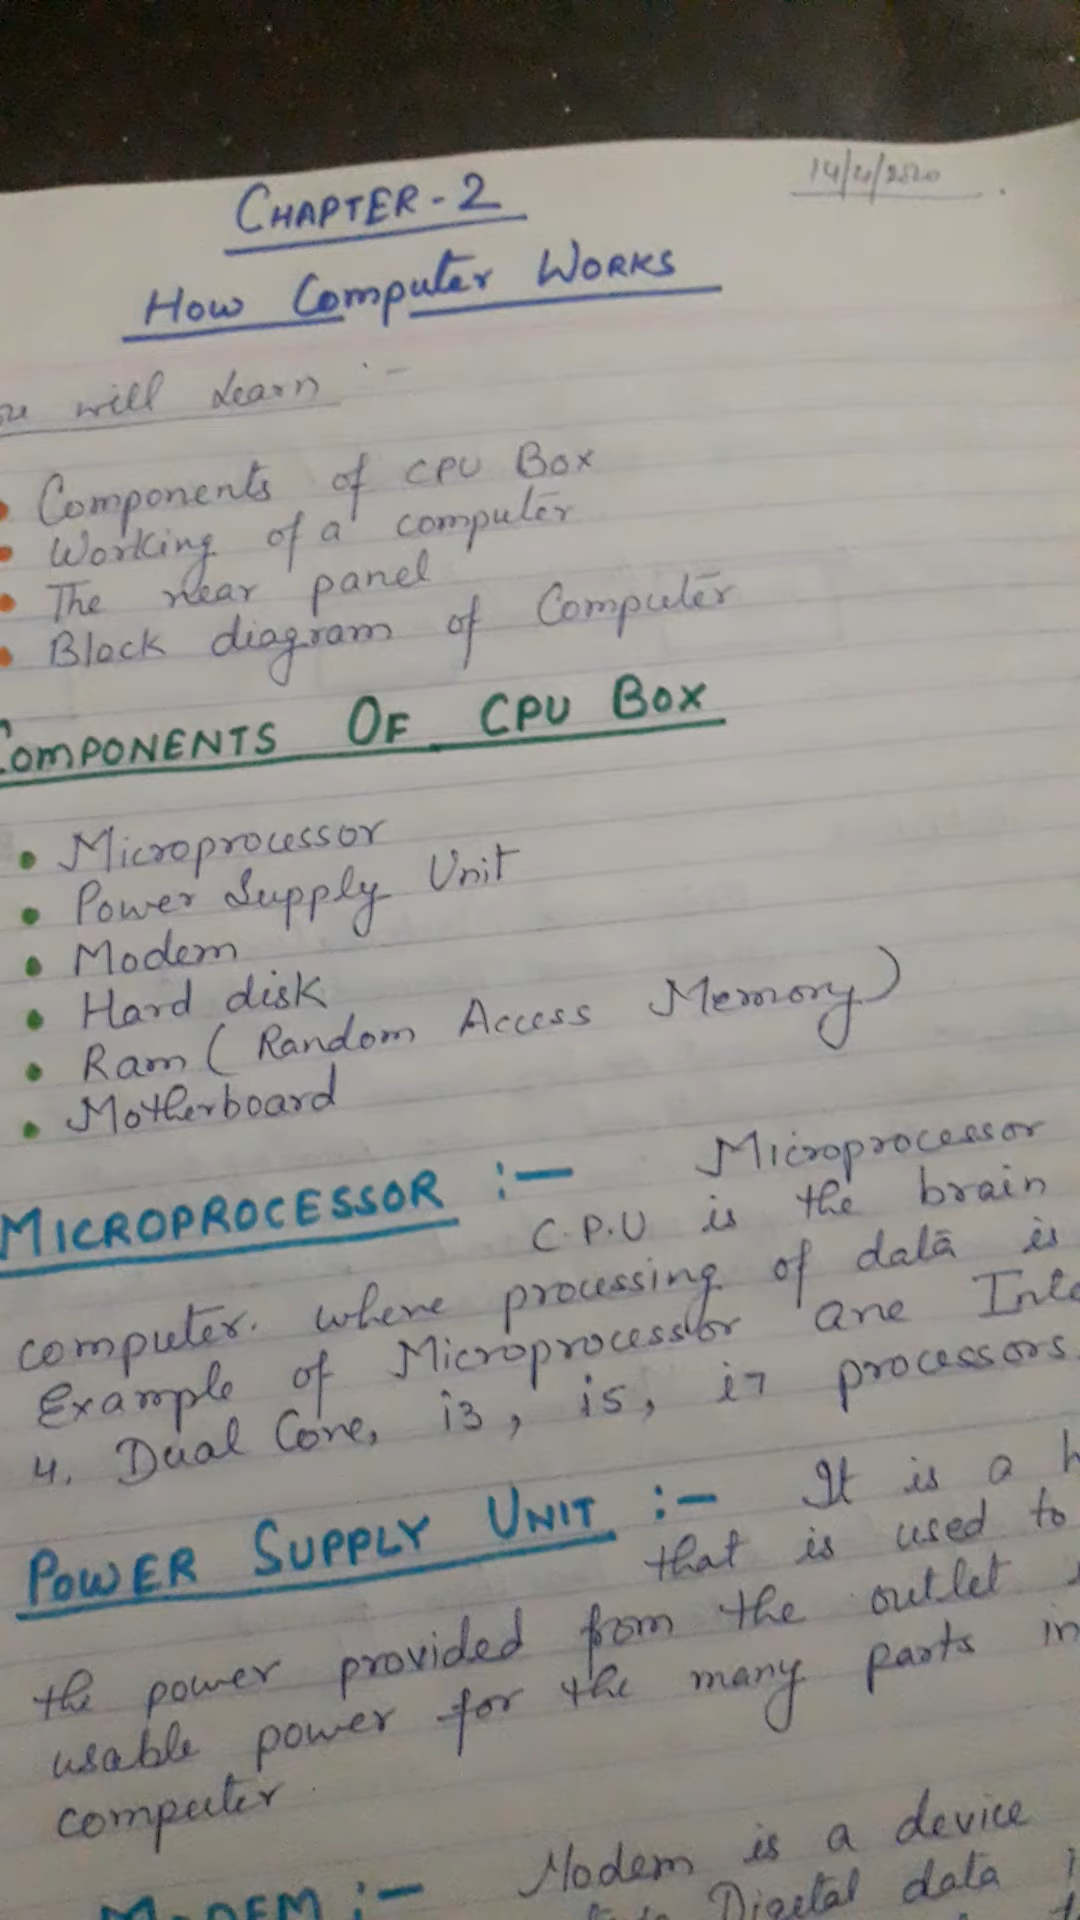 14/4/2020
CHAPTER-2
How Computer WORKS
will learn :-
Components of CPU Box
Working of a computer
The rear panel
Block diagram of Computer
COMPONENTS OF CPU BOX
Microprocessor
Power Supply Unit
Modem
Hard disk
Ram (Random Access Memory)
Motherboard
MICROPROCESSOR :- Microprocessor
C.P.U is the brain
computer. where processing of data is
Example of Microprocessor are
4. Dual Core, i3, i5, i7 processors.
POWER SUPPLY UNIT :- It is a
that is used to
the power provided from the outlet
usable power for the many parts in
computer
MODEM :- Modem is a device
Digital data